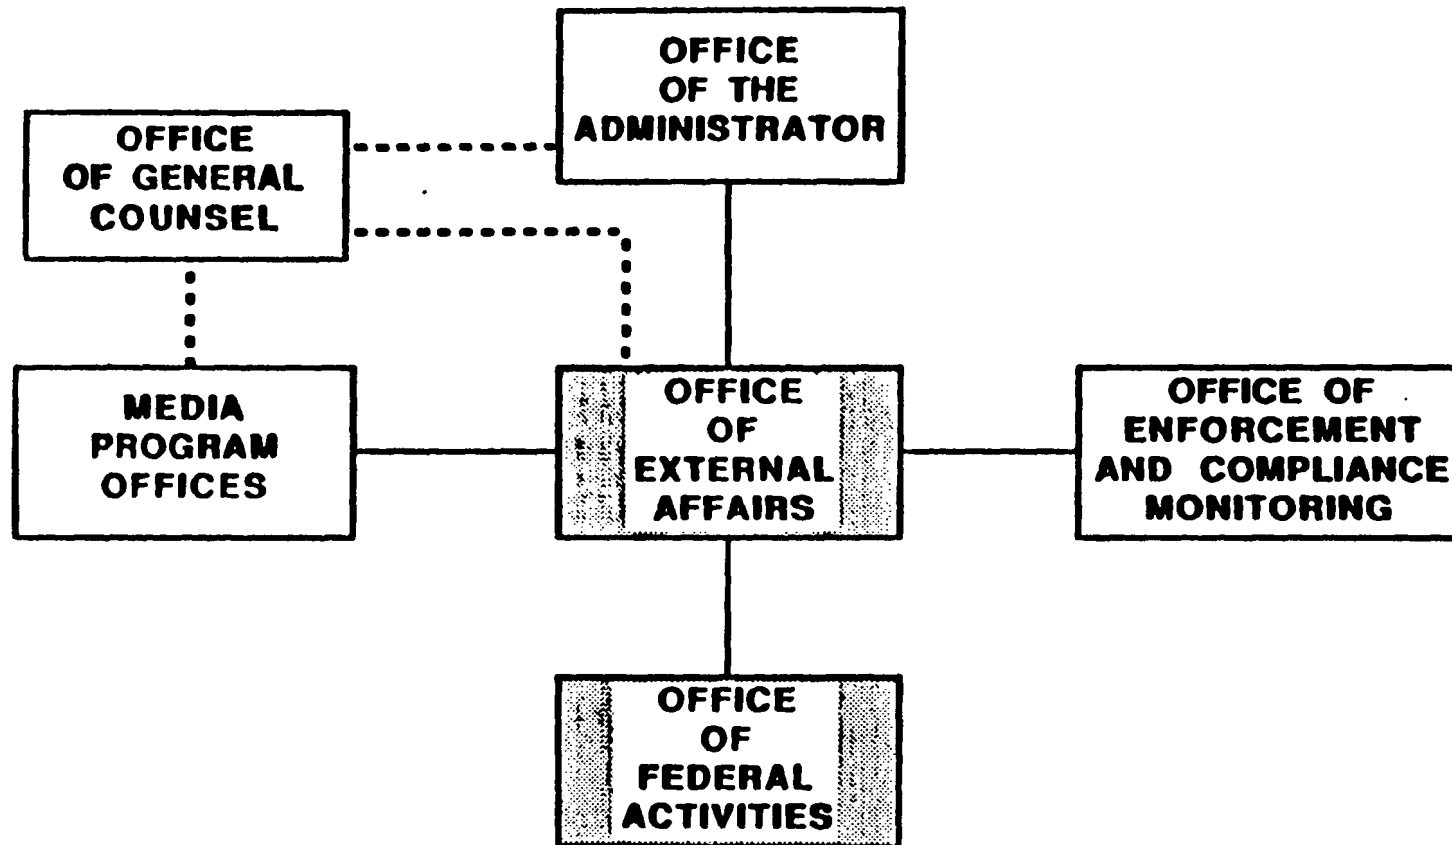 OFFICE
OF THE
ADMINISTRATOR
OFFICE
OF GENERAL
COUNSEL
MEDIA
PROGRAM
OFFICES
OFFICE
OF
EXTERNAL
AFFAIRS
OFFICE OF
ENFORCEMENT
AND COMPLIANCE
MONITORING
OFFICE
OF
FEDERAL
ACTIVITIES